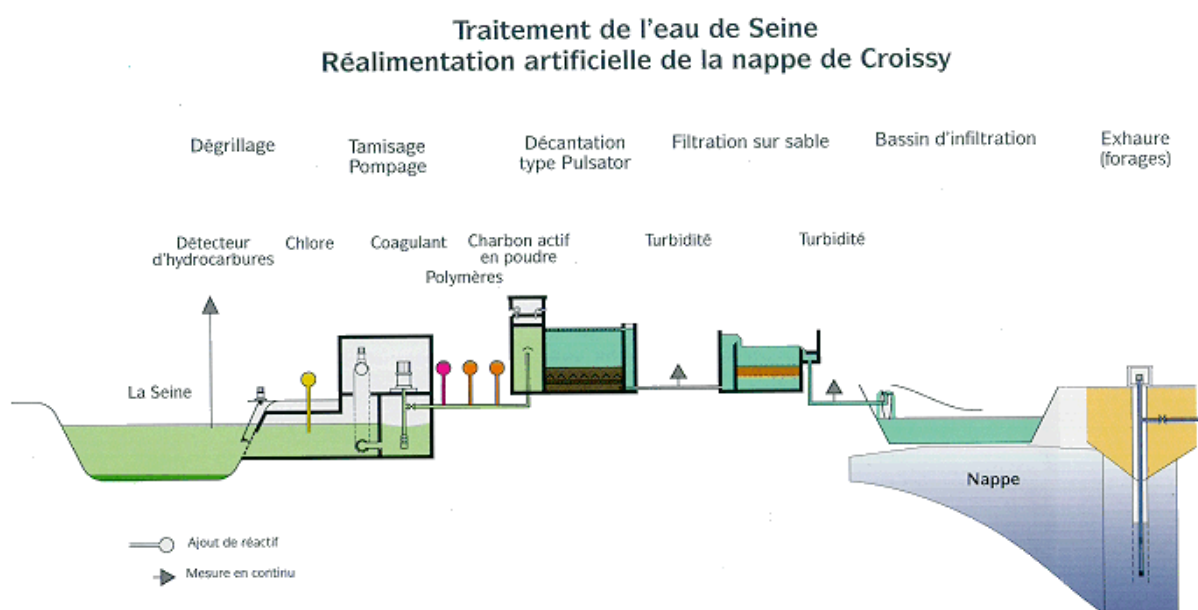 Traitement de l'eau de Seine
Réalimentation artificielle de la nappe de Croissy
Dégrillage
Tamisage
Pompage
Décantation
type Pulsator
Filtration sur sable
Bassin d'infiltration
Exhaure
(forages)
Détecteur
d'hydrocarbures
Chlore
Coagulant
Polymères
Charbon actif
en poudre
Turbidité
Turbidité
La Seine
Nappe
Ajout de réactif
Mesure en continu